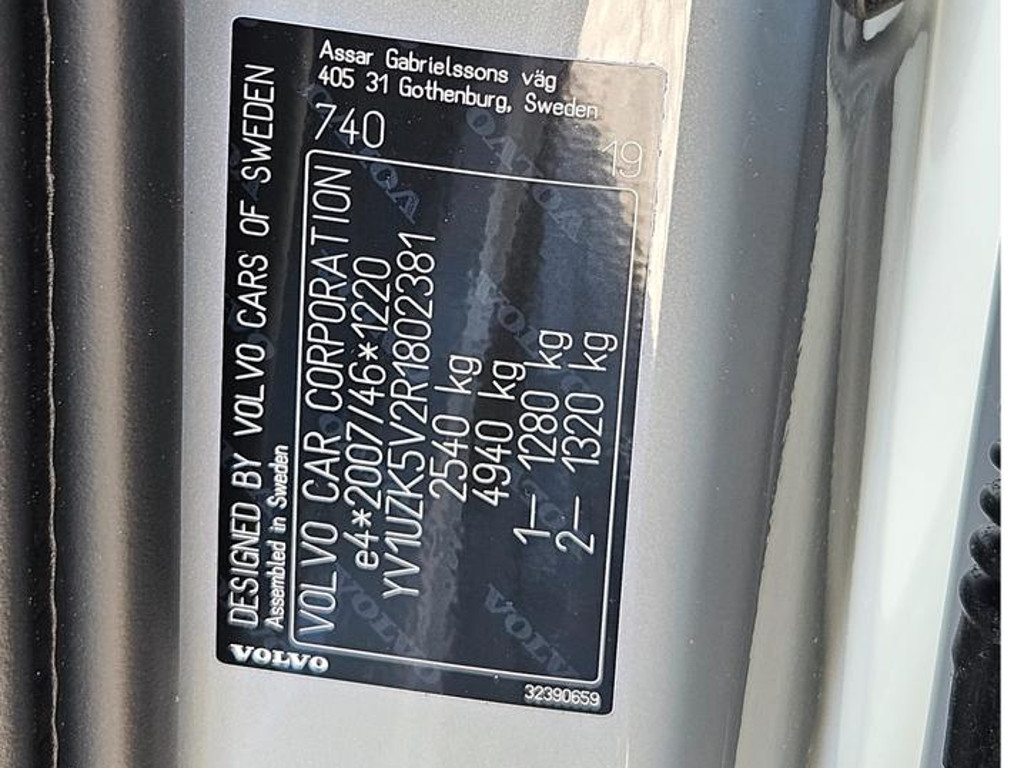 DESIGNED BY VOLVO CARS OF SWEDEN
Assembled in Sweden
Assar Gabrielssons väg
405 31 Gothenburg, Sweden
740
19
VOLVO CAR CORPORATION
e4*2007/46*1220
YV1UZK5V2R1802381
2540 kg
4940 kg
1– 1280 kg
2– 1320 kg
VOLVO
32390659